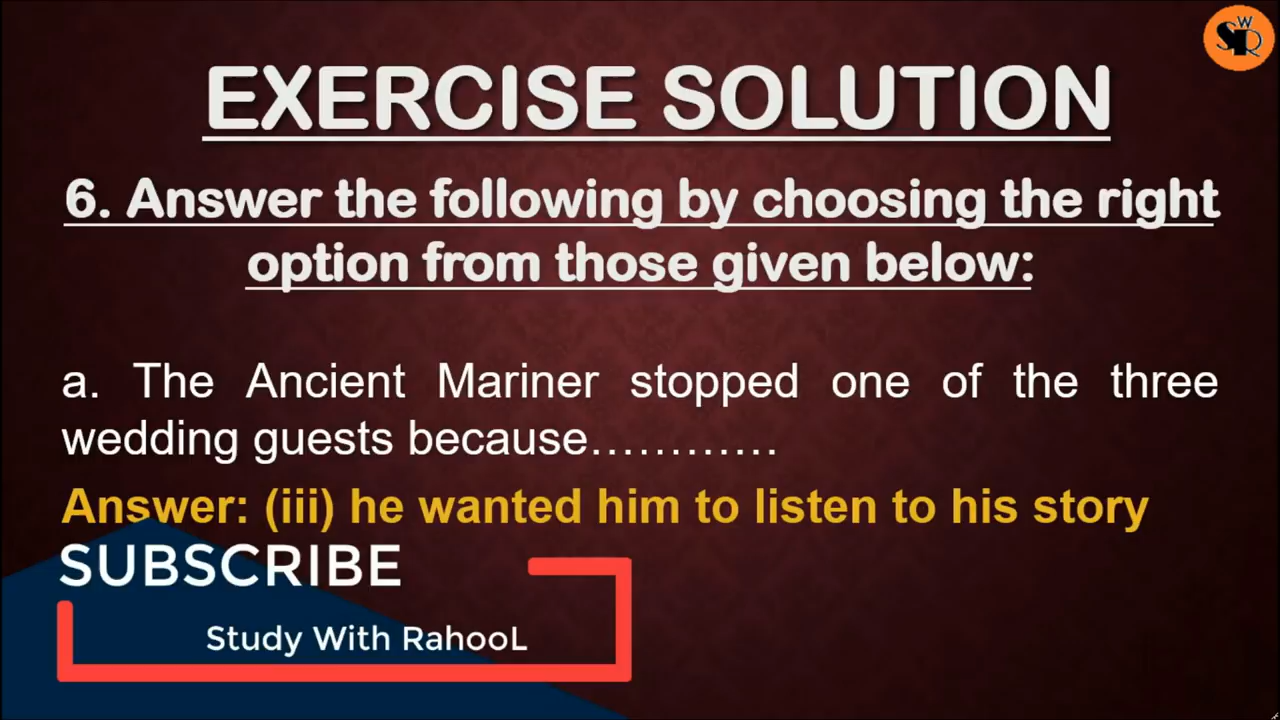 SWR
EXERCISE SOLUTION
6. Answer the following by choosing the right
option from those given below:
a. The Ancient Mariner stopped one of the three
wedding guests because…………
Answer: (iii) he wanted him to listen to his story
SUBSCRIBE
Study With RahooL